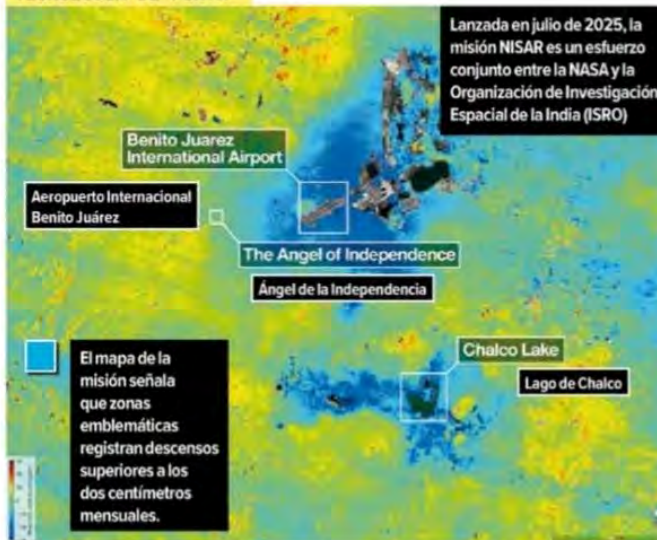 Lanzada en julio de 2025, la
misión NISAR es un esfuerzo
conjunto entre la NASA y la
Organización de Investigación
Espacial de la India (ISRO)
Benito Juarez
International Airport
Aeropuerto Internacional
Benito Juárez
The Angel of Independence
Ángel de la Independencia
Chalco Lake
Lago de Chalco
El mapa de la
misión señala
que zonas
emblemáticas
registran descensos
superiores a los
dos centímetros
mensuales.